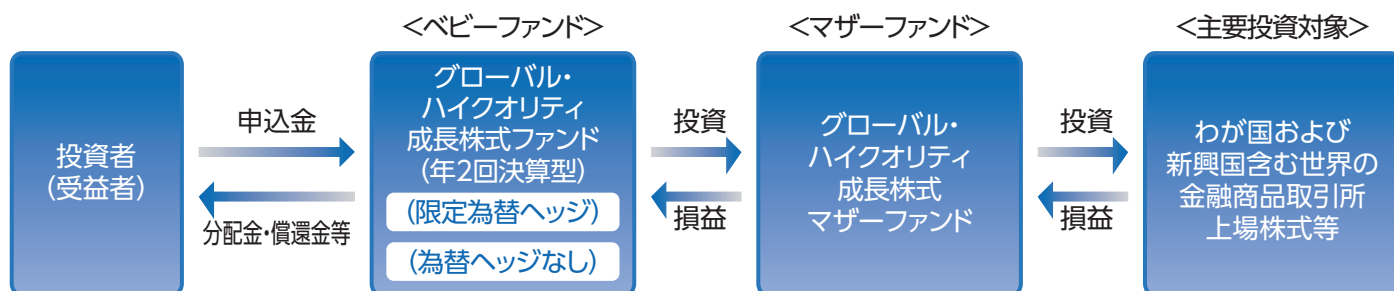 <ベビーファンド>
<マザーファンド>
<主要投資対象>
投資者
(受益者)
申込金
分配金・償還金等
グローバル・
ハイクオリティ
成長株式ファンド
(年2回決算型)
(限定為替ヘッジ)
(為替ヘッジなし)
投資
損益
グローバル・
ハイクオリティ
成長株式
マザーファンド
投資
損益
わが国および
新興国含む世界の
金融商品取引所
上場株式等